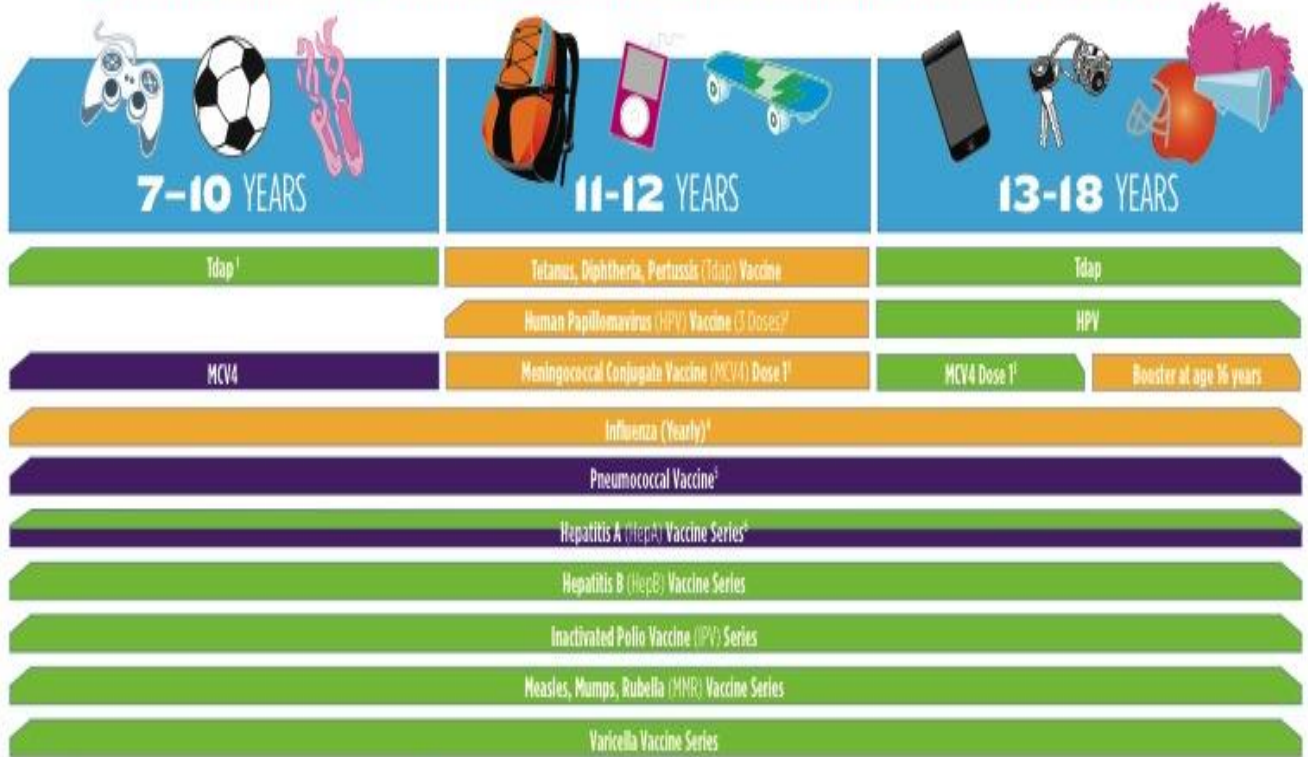 7–10 YEARS
11-12 YEARS
13-18 YEARS
Tdap¹
Tetanus, Diphtheria, Pertussis (Tdap) Vaccine
Tdap
Human Papillomavirus (HPV) Vaccine (3 Doses)²
HPV
MCV4
Meningococcal Conjugate Vaccine (MCV4) Dose 1³
MCV4 Dose 1³
Booster at age 16 years
Influenza (Yearly)⁴
Pneumococcal Vaccine⁵
Hepatitis A (HepA) Vaccine Series⁶
Hepatitis B (HepB) Vaccine Series
Inactivated Polio Vaccine (IPV) Series
Measles, Mumps, Rubella (MMR) Vaccine Series
Varicella Vaccine Series